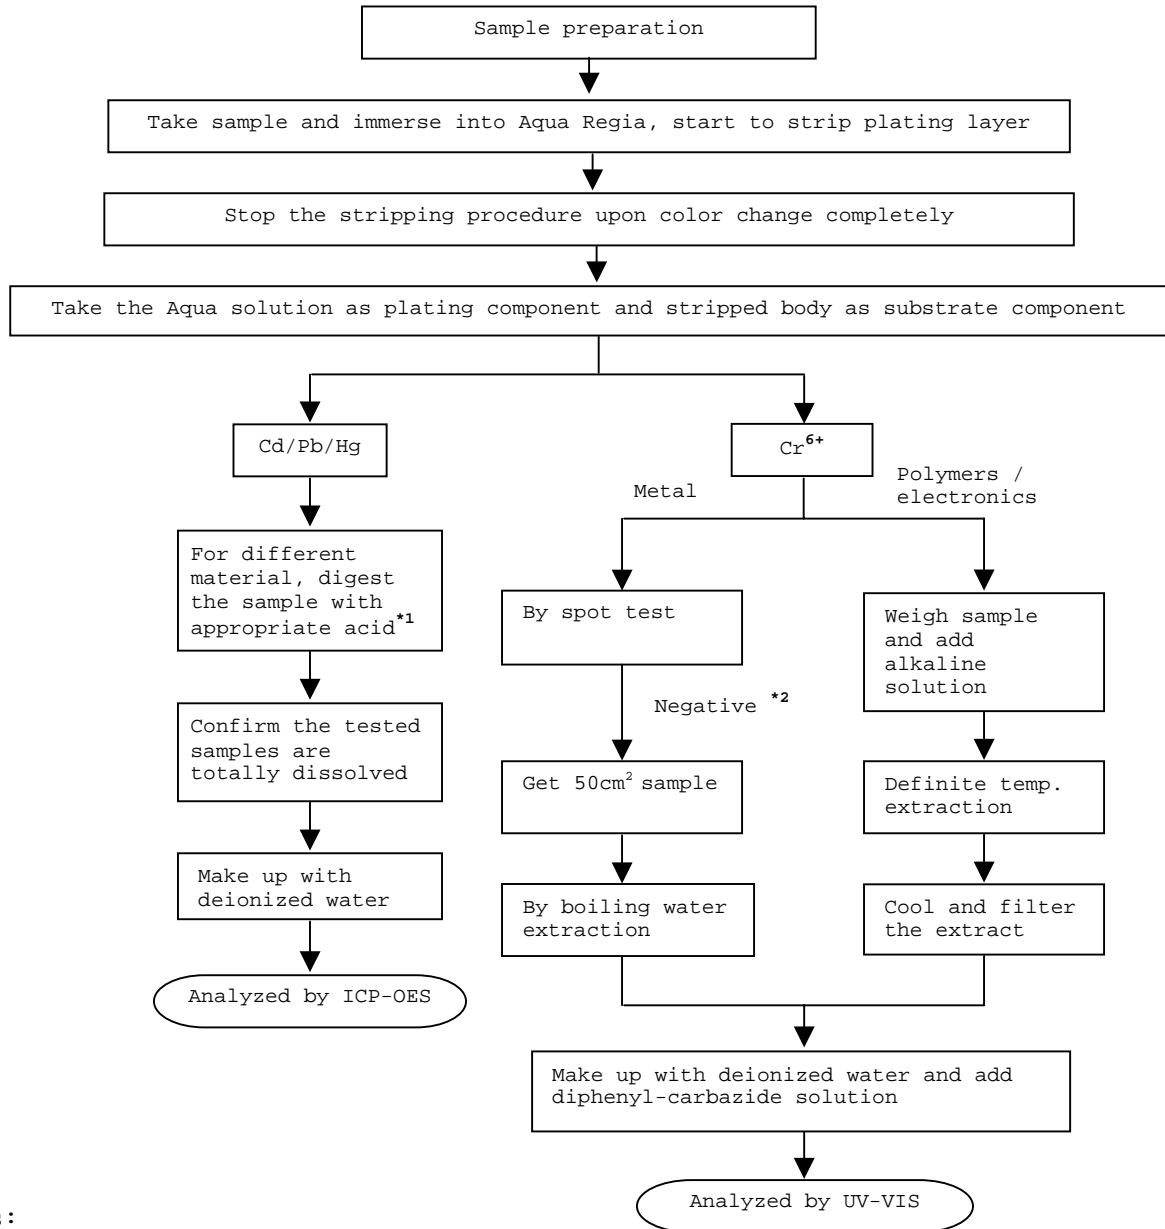 Sample preparation
Take sample and immerse into Aqua Regia, start to strip plating layer
Stop the stripping procedure upon color change completely
Take the Aqua solution as plating component and stripped body as substrate component
Cd/Pb/Hg
For different
material, digest
the sample with
appropriate acid*1
Confirm the tested
samples are
totally dissolved
Make up with
deionized water
Analyzed by ICP-OES
Cr6+
Metal
Polymers /
electronics
By spot test
Negative *2
Get 50cm2 sample
By boiling water
extraction
Weigh sample
and add
alkaline
solution
Definite temp.
extraction
Cool and filter
the extract
Make up with deionized water and add
diphenyl-carbazide solution
Analyzed by UV-VIS